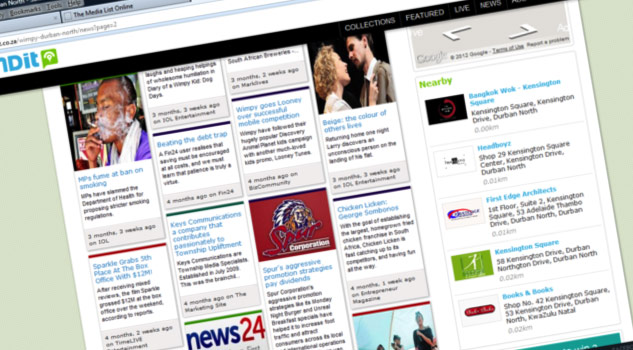 Bookmarks Tools Help
The Media List Online
.co.za/wimpy-durban-north/news?page=2
nDit
COLLECTIONS FEATURED LIVE NEWS
laughs and heaping helpings
of wholesome humiliation in
Diary of a Wimpy Kid: Dog
Days.
3 months, 2 weeks ago
on IOL Entertainment
MPs fume at ban on
smoking
MPs have slammed the
Department of Health for
proposing stricter smoking
regulations.
3 months, 3 weeks ago
on IOL
Sparkle Grabs 5th
Place At The Box
Office With $12M!
After receiving mixed
reviews, the film Sparkle
grossed $12M at the box
office over the weekend,
according to reports.
4 months ago on TimeLIVE
Entertainment
Beating the debt trap
A Fin24 user realises that
saving must be encouraged
at all costs, and we must
learn that patience is truly a
virtue.
4 months ago on Fin24
Keys Communications
a company that
contributes
passionately to
Township Upliftment
Keys Communications are
Township Media Specialists.
Established in July 2009.
This was the brainchil...
4 months ago on The
Marketing Site
news24
South African Breweries -...
3 months, 2 weeks ago
on Marklives
Wimpy goes Looney
over successful
mobile competition
Wimpy have followed their
hugely popular Discovery
Animal Planet kids campaign
with another much-loved
kids promo, Looney Tunes.
4 months ago on
BizCommunity
Spur
Corporation
Spur's aggressive
promotion strategies
pay dividends
Spur Corporation's
aggressive promotion
strategies like its Monday
Night Burger and Unreal
Breakfast specials have
helped it to increase foot
traffic and attract
consumers across its local
and international operations
Beige: the colour of
others lives
Returning home one night
Larry discovers an
unconscious person on the
landing of his flat.
3 months, 3 weeks ago
on IOL Entertainment
Chicken Licken:
George Sombonos
With the goal of establishing
the largest, homegrown fried
chicken franchise in South
Africa, Chicken Licken is
fast catching up to its
competitors, and having fun
all the way.
4 months, 1 week ago
on Entrepreneur
Magazine
Google
© 2012 Google - Terms of Use Report a problem
Nearby
Bangkok Wok - Kensington
Square
Kensington Square, Kensington
Drive, Durban North
0.00km
Headboyz
Headboyz
Shop 29 Kensington Square
Center, Kensington Drive,
Durban North
0.01km
First Edge Architects
1st Floor, Suite 2, Kensington
Square, 53 Adelaide Thambo
Drive, Durban North, Durban
0.01km
Kensington Square
58 Kensington Drive, Durban
Northgton Drive, Durban North
0.02km
Books & Books
Shop No. 42 Kensington Square,
53 Kensington Drive, Durban
North, KwaZulu Natal
0.02km